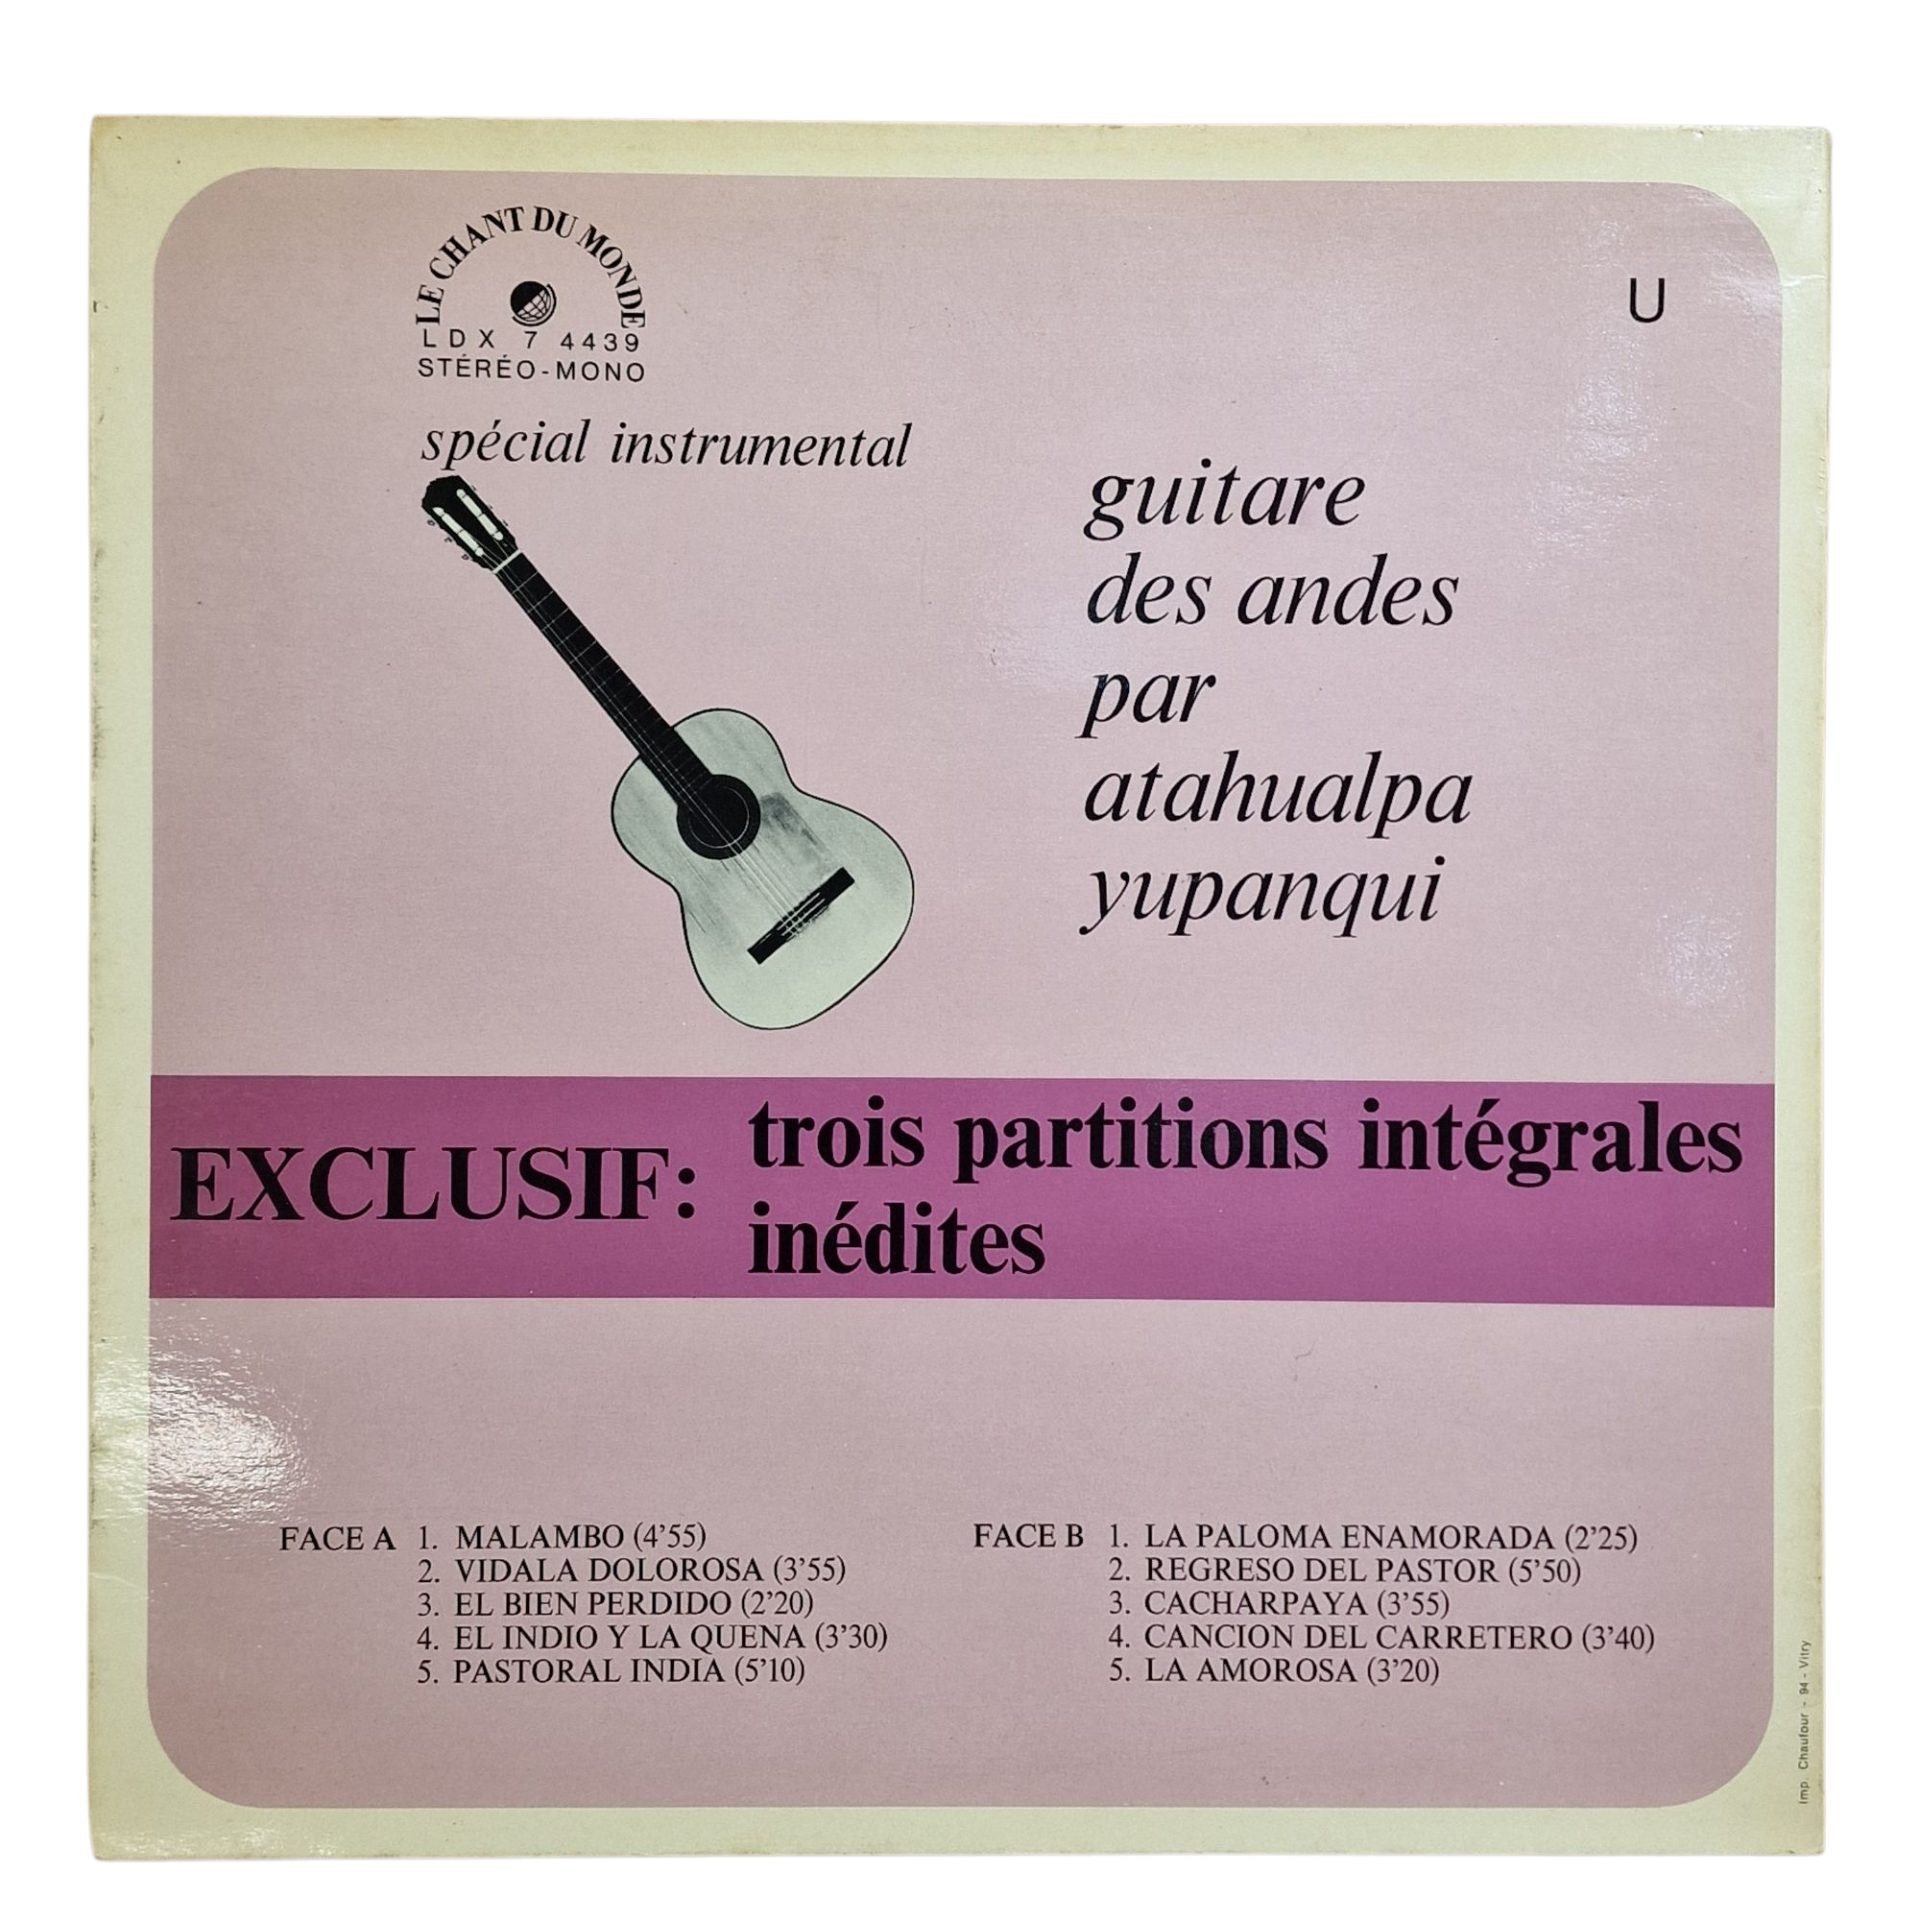 LE CHANT DU MONDE
LDX 7 4439
STÉRÉO-MONO
U
spécial instrumental
guitare
des andes
par
atahualpa
yupanqui
EXCLUSIF: trois partitions intégrales
inédites
FACE A 1. MALAMBO (4'55)
2. VIDALA DOLOROSA (3'55)
3. EL BIEN PERDIDO (2'20)
4. EL INDIO Y LA QUENA (3'30)
5. PASTORAL INDIA (5'10)
FACE B 1. LA PALOMA ENAMORADA (2'25)
2. REGRESO DEL PASTOR (5'50)
3. CACHARPAYA (3'55)
4. CANCION DEL CARRETERO (3'40)
5. LA AMOROSA (3'20)
Imp. Chaufour - 94 - Vitry